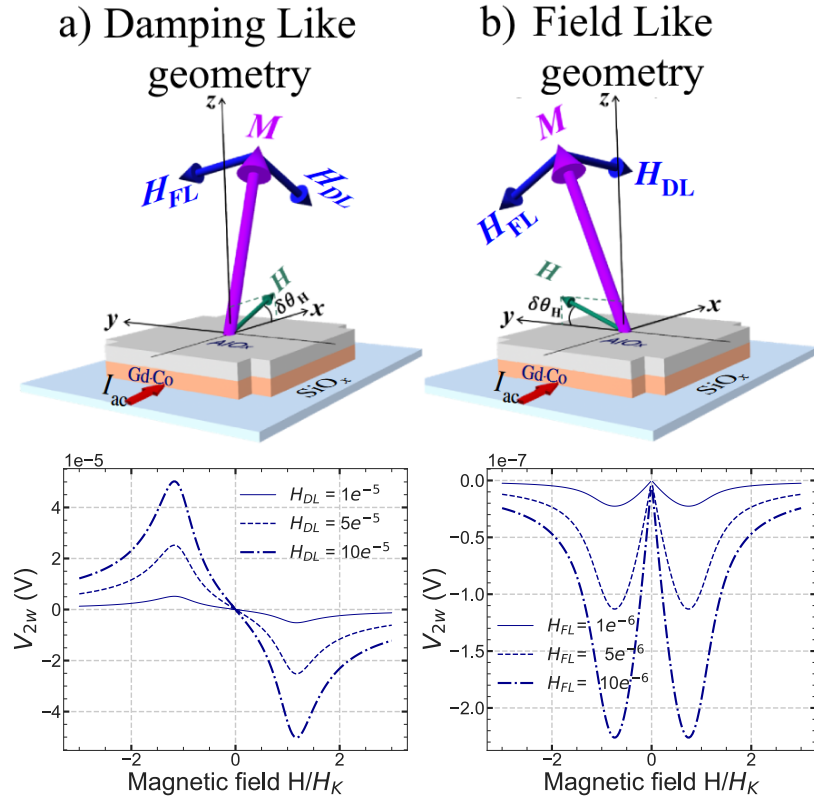 a) Damping Like
geometry
b) Field Like
geometry
z
M
H_FL
H_DL
H
δθ_H
x
y
AlOx
Gd-Co
I_ac
SiO_x
z
M
H_DL
H_FL
H
δθ_H
x
y
AlOx
Gd-Co
I_ac
SiO_x
1e−5
H_DL = 1e^-5
H_DL = 5e^-5
H_DL = 10e^-5
4
2
0
−2
−4
V_2w (V)
−2
0
2
Magnetic field H/H_K
1e−7
0.0
−0.5
−1.0
−1.5
−2.0
V_2w (V)
H_FL= 1e^-6
H_FL= 5e^-6
H_FL= 10e^-6
−2
0
2
Magnetic field H/H_K